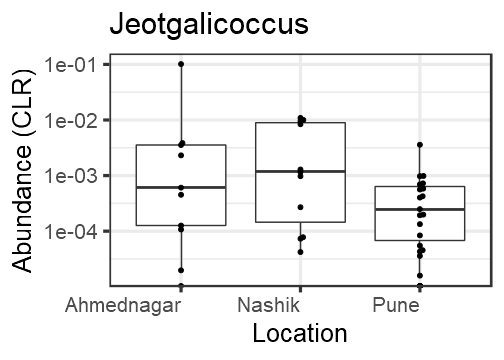 Jeotgalicoccus
Abundance (CLR)
1e-01
1e-02
1e-03
1e-04
Ahmednagar Nashik Pune
Location